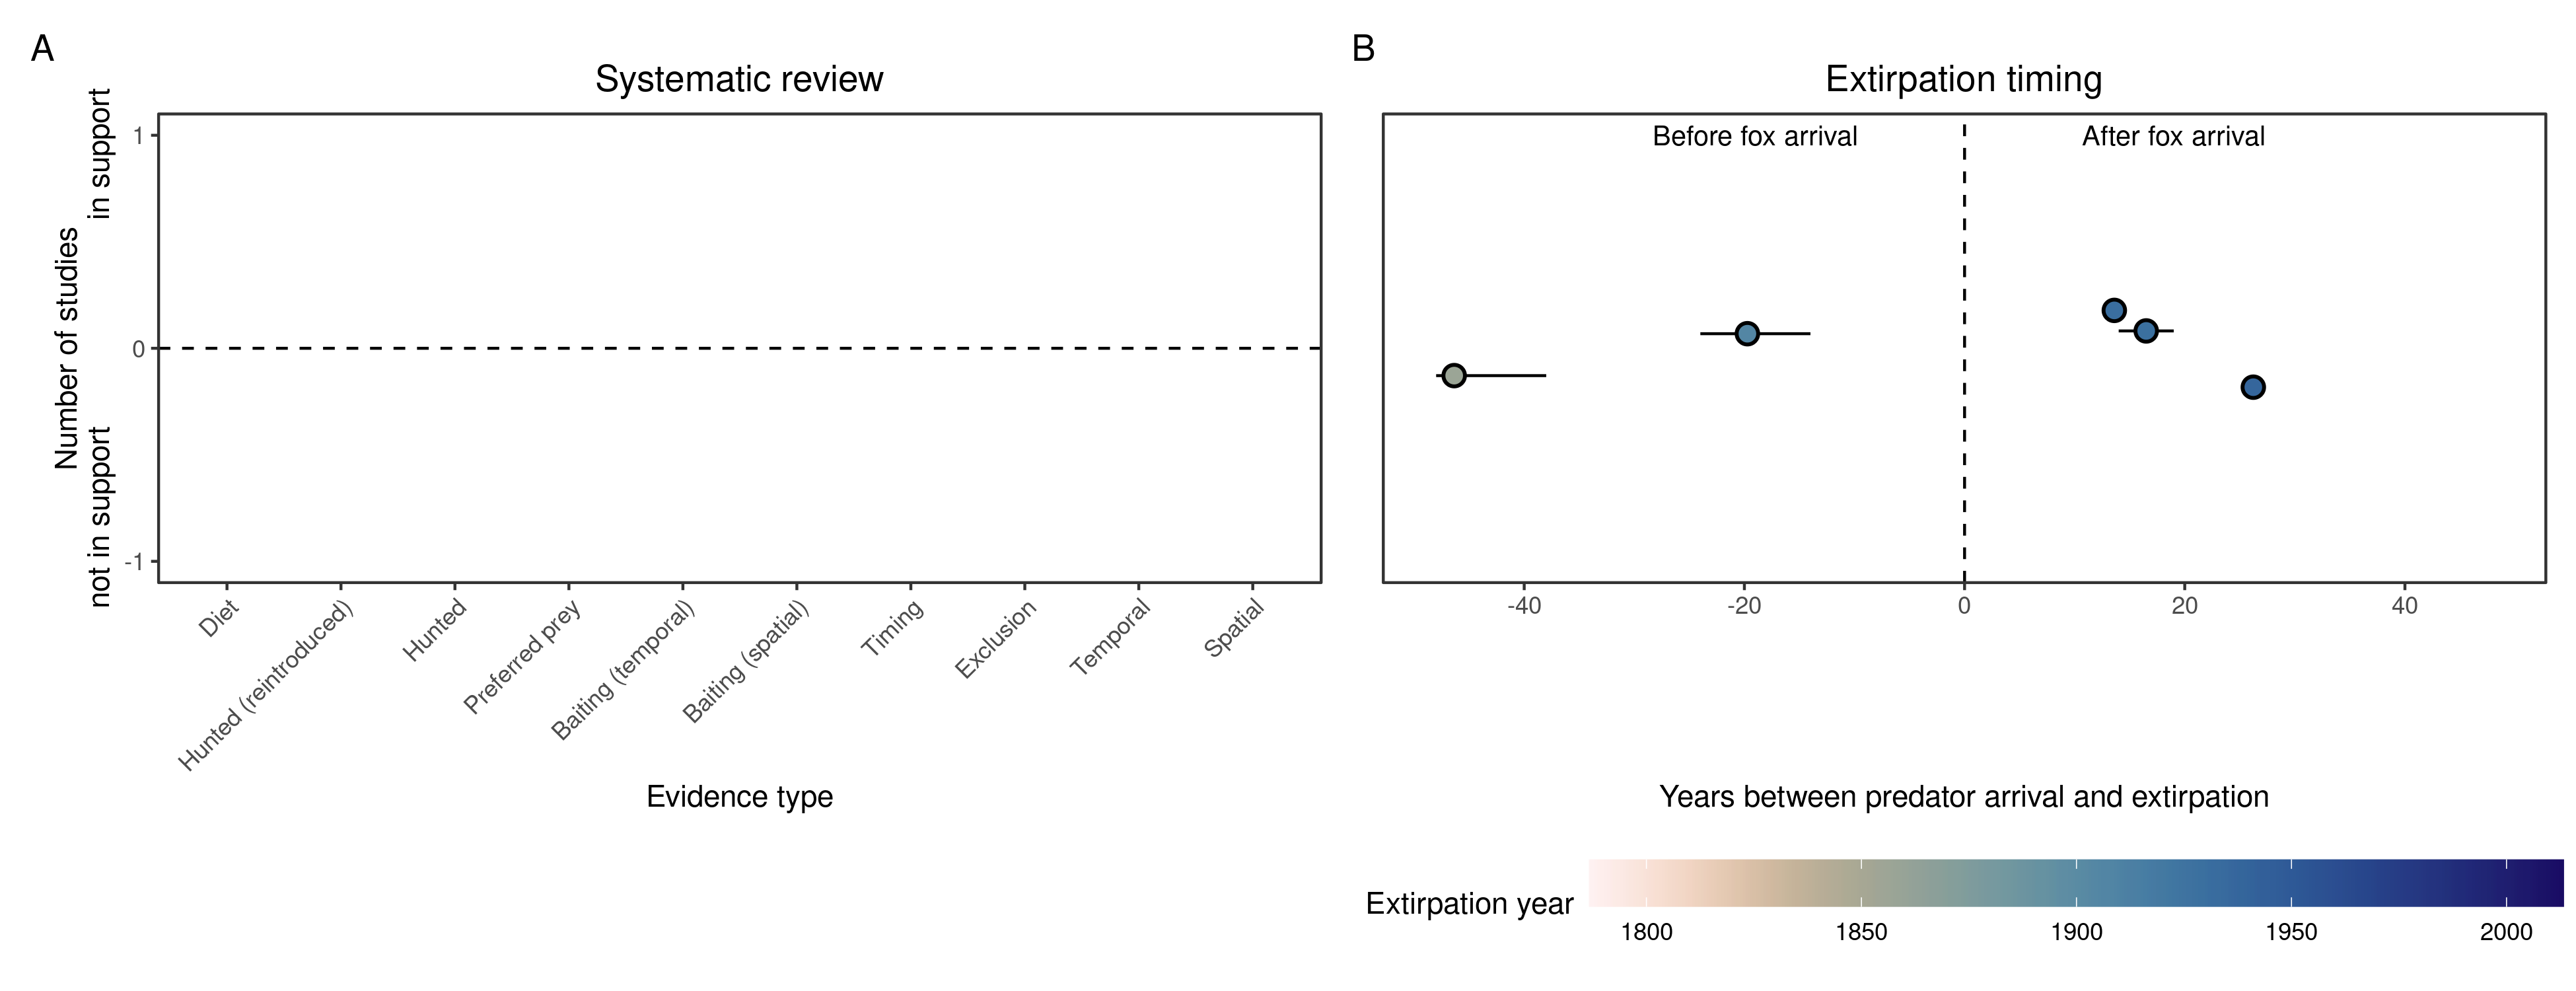 A
Systematic review
Number of studies
not in support
in support
1
0
-1
Diet
Hunted (reintroduced)
Hunted
Preferred prey
Baiting (temporal)
Baiting (spatial)
Timing
Exclusion
Temporal
Spatial
Evidence type
B
Extirpation timing
Before fox arrival
After fox arrival
-40
-20
0
20
40
Years between predator arrival and extirpation
Extirpation year
1800
1850
1900
1950
2000